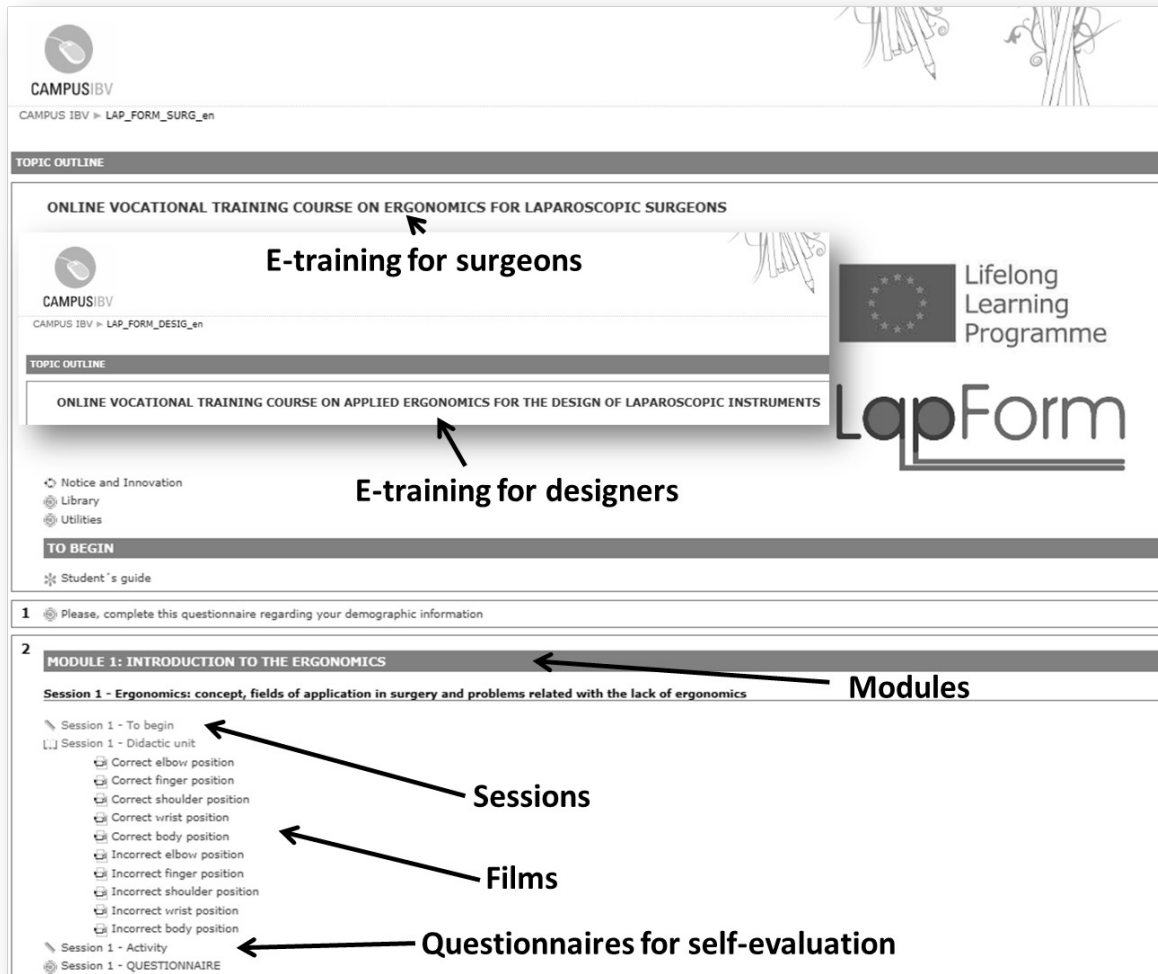 CAMPUSIBV
CAMPUS IBV ► LAP_FORM_SURG_en
TOPIC OUTLINE
ONLINE VOCATIONAL TRAINING COURSE ON ERGONOMICS FOR LAPAROSCOPIC SURGEONS
E-training for surgeons
CAMPUSIBV
CAMPUS IBV ► LAP_FORM_DESIG_en
TOPIC OUTLINE
ONLINE VOCATIONAL TRAINING COURSE ON APPLIED ERGONOMICS FOR THE DESIGN OF LAPAROSCOPIC INSTRUMENTS
E-training for designers
Lifelong
Learning
Programme
LapForm
Notice and Innovation
Library
Utilities
TO BEGIN
Student´s guide
1 Please, complete this questionnaire regarding your demographic information
2
MODULE 1: INTRODUCTION TO THE ERGONOMICS
Modules
Session 1 - Ergonomics: concept, fields of application in surgery and problems related with the lack of ergonomics
Session 1 - To begin
Session 1 - Didactic unit
Correct elbow position
Correct finger position
Correct shoulder position
Correct wrist position
Correct body position
Incorrect elbow position
Incorrect finger position
Incorrect shoulder position
Incorrect wrist position
Incorrect body position
Sessions
Films
Session 1 - Activity
Session 1 - QUESTIONNAIRE
Questionnaires for self-evaluation